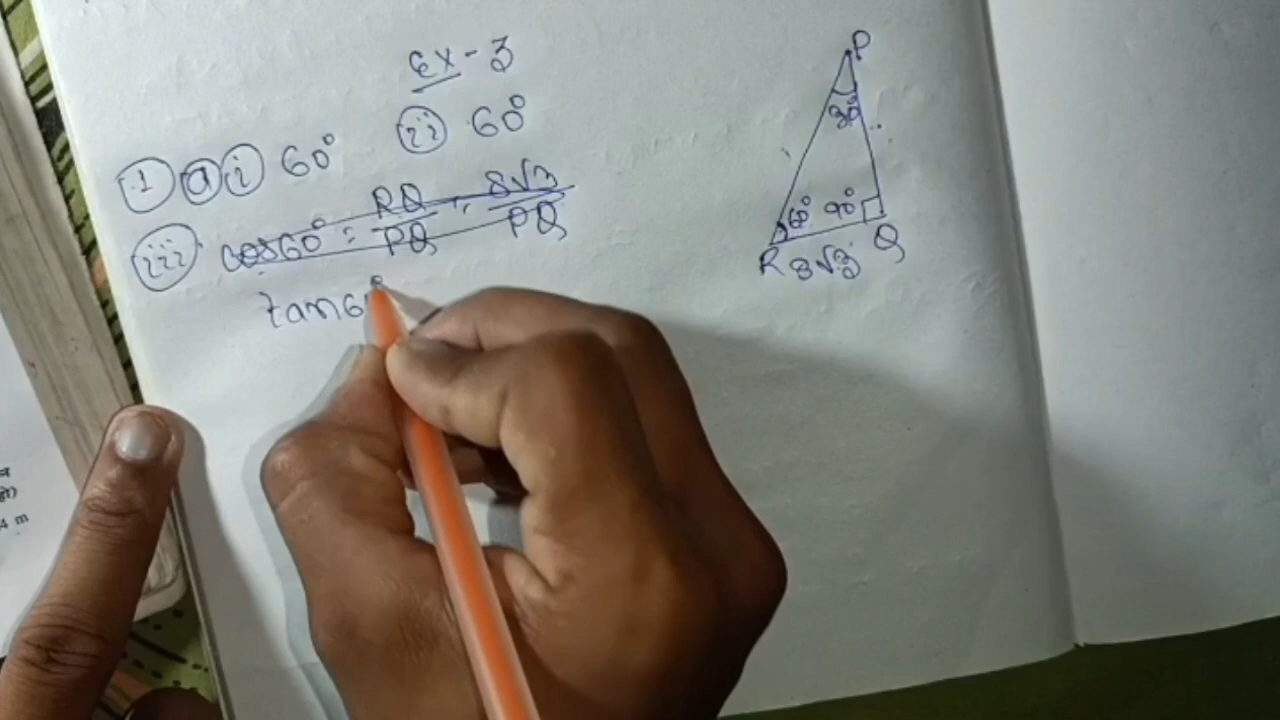 Ex - 3
1 a i 60° ii 60°
iii cos60° = RQ/PQ = 8√3/PQ
tan6
P
30°
60° 90°
R 8√3 Q
4 m